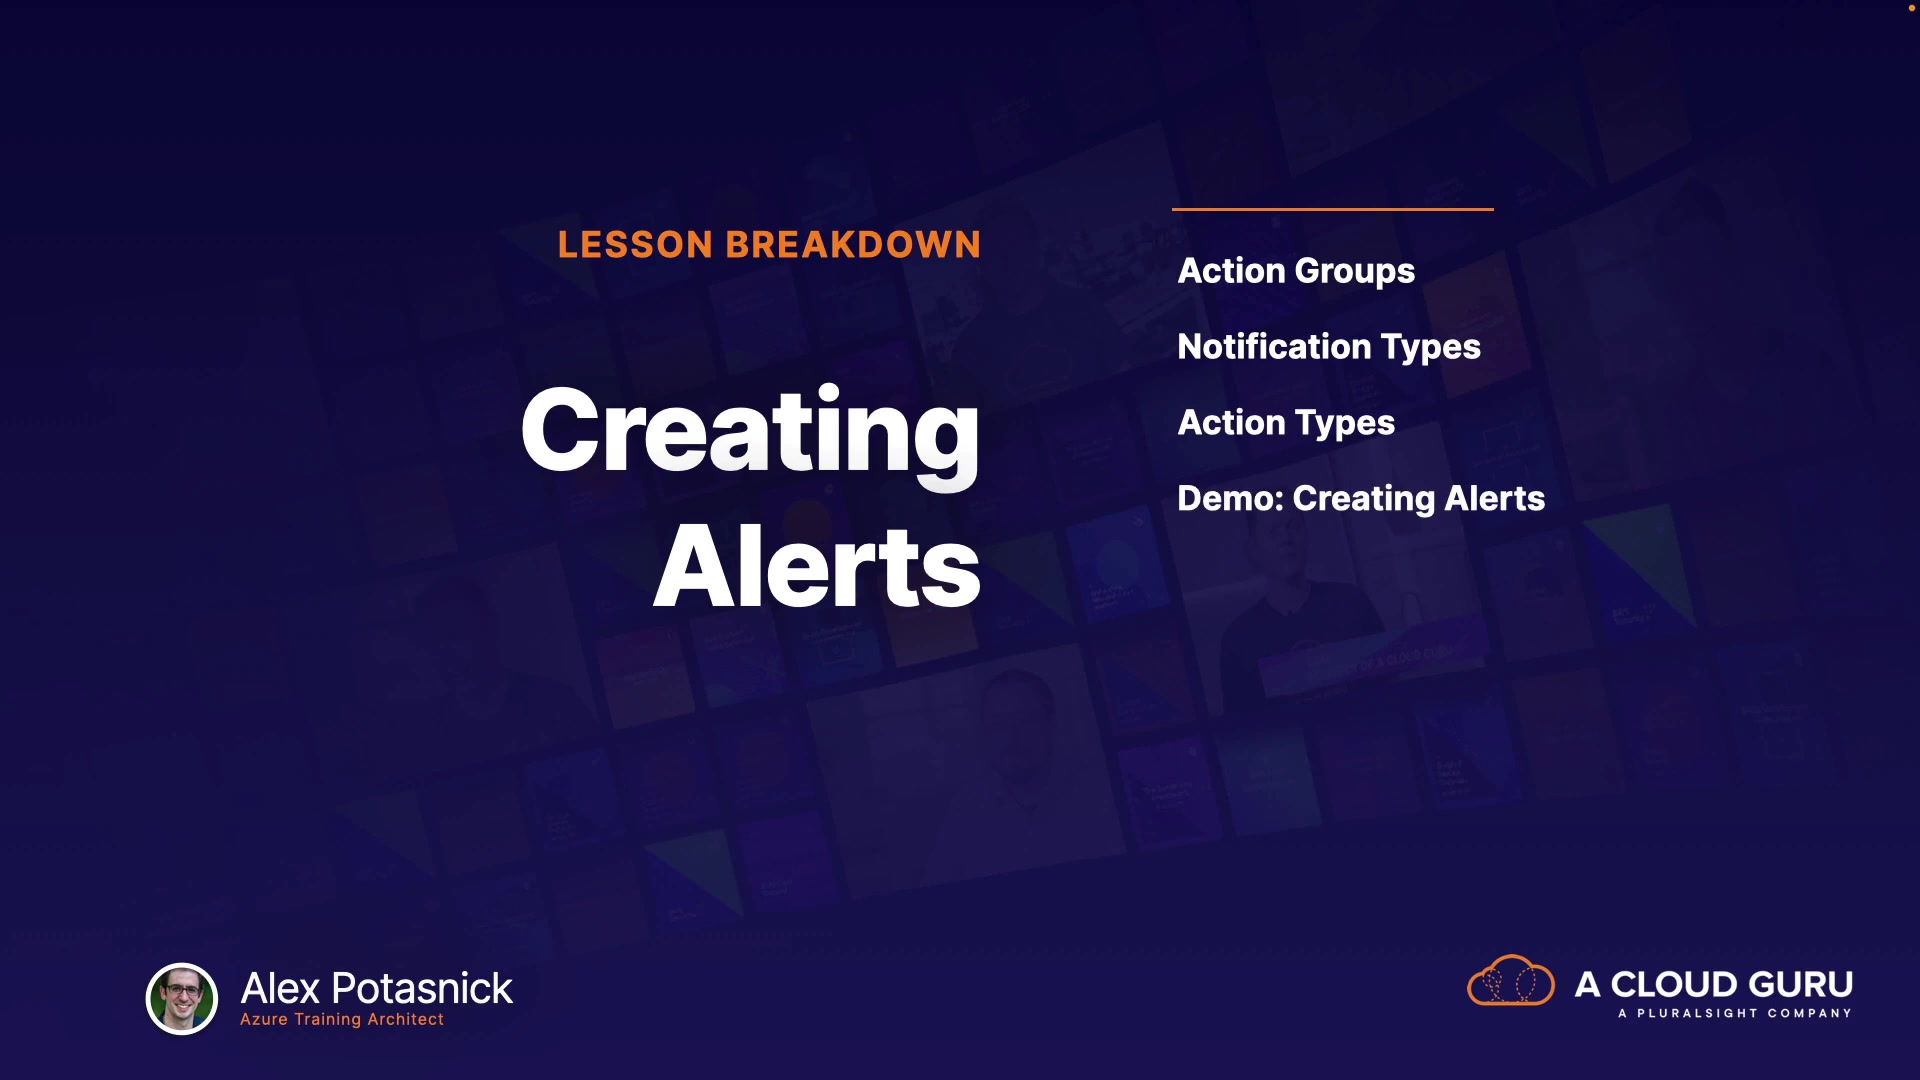 LESSON BREAKDOWN
Creating
Alerts
Action Groups
Notification Types
Action Types
Demo: Creating Alerts
Alex Potasnick
Azure Training Architect
A CLOUD GURU
A PLURALSIGHT COMPANY